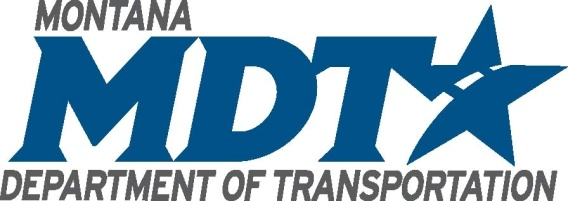 MONTANA
MDT
DEPARTMENT OF TRANSPORTATION